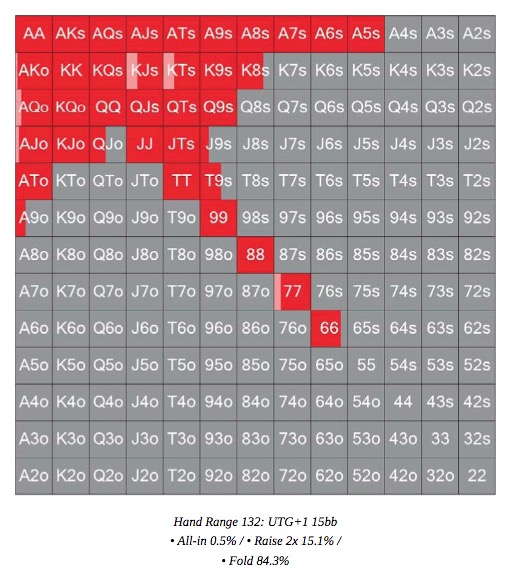 AA AKs AQs AJs ATs A9s A8s A7s A6s A5s A4s A3s A2s
AKo KK KQs KJs KTs K9s K8s K7s K6s K5s K4s K3s K2s
AQo KQo QQ QJs QTs Q9s Q8s Q7s Q6s Q5s Q4s Q3s Q2s
AJo KJo QJo JJ JTs J9s J8s J7s J6s J5s J4s J3s J2s
ATo KTo QTo JTo TT T9s T8s T7s T6s T5s T4s T3s T2s
A9o K9o Q9o J9o T9o 99 98s 97s 96s 95s 94s 93s 92s
A8o K8o Q8o J8o T8o 98o 88 87s 86s 85s 84s 83s 82s
A7o K7o Q7o J7o T7o 97o 87o 77 76s 75s 74s 73s 72s
A6o K6o Q6o J6o T6o 96o 86o 76o 66 65s 64s 63s 62s
A5o K5o Q5o J5o T5o 95o 85o 75o 65o 55 54s 53s 52s
A4o K4o Q4o J4o T4o 94o 84o 74o 64o 54o 44 43s 42s
A3o K3o Q3o J3o T3o 93o 83o 73o 63o 53o 43o 33 32s
A2o K2o Q2o J2o T2o 92o 82o 72o 62o 52o 42o 32o 22
Hand Range 132: UTG+1 15bb
• All-in 0.5% / • Raise 2x 15.1% /
• Fold 84.3%